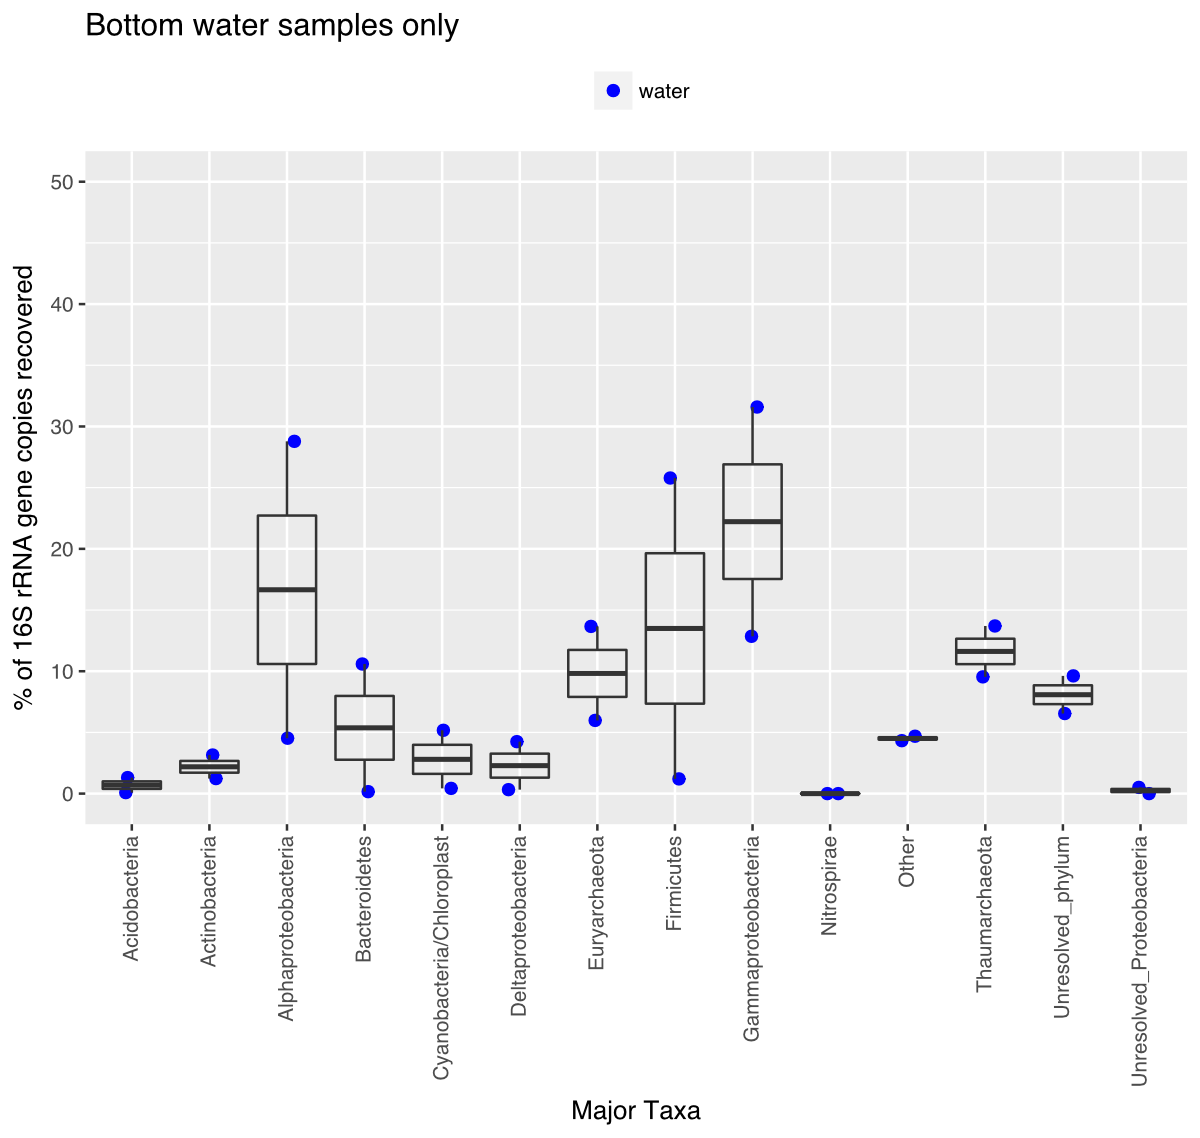 Bottom water samples only
water
% of 16S rRNA gene copies recovered
50
40
30
20
10
0
Acidobacteria
Actinobacteria
Alphaproteobacteria
Bacteroidetes
Cyanobacteria/Chloroplast
Deltaproteobacteria
Euryarchaeota
Firmicutes
Gammaproteobacteria
Nitrospirae
Other
Thaumarchaeota
Unresolved_phylum
Unresolved_Proteobacteria
Major Taxa